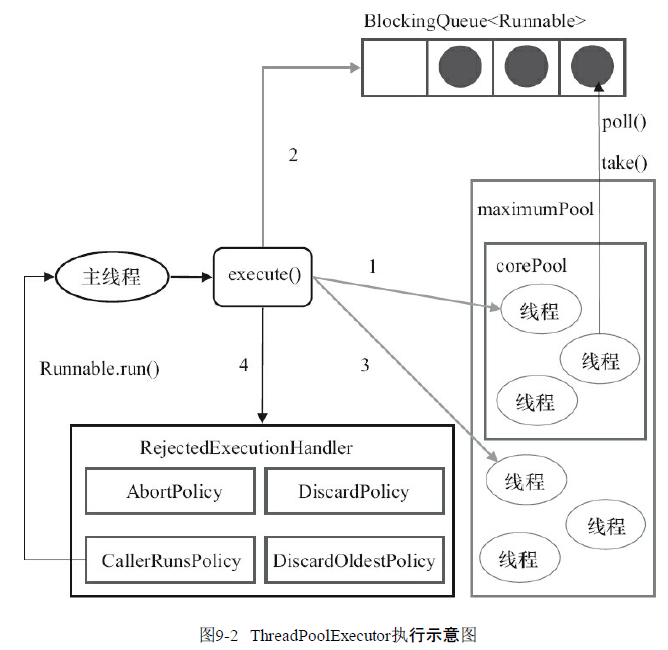 BlockingQueue<Runnable>
poll()
2
take()
maximumPool
corePool
主线程
execute()
1
线程
线程
Runnable.run()
4
3
线程
RejectedExecutionHandler
AbortPolicy
DiscardPolicy
线程
线程
CallerRunsPolicy
DiscardOldestPolicy
线程
图9-2 ThreadPoolExecutor执行示意图